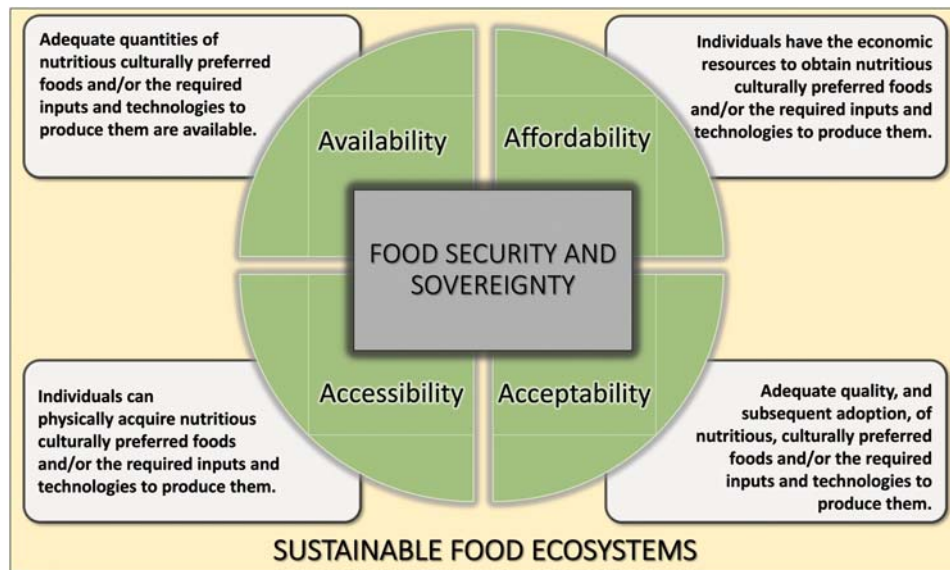 Adequate quantities of
nutritious culturally preferred
foods and/or the required
inputs and technologies to
produce them are available.
Individuals have the economic
resources to obtain nutritious
culturally preferred foods
and/or the required inputs and
technologies to produce them.
Availability
Affordability
FOOD SECURITY AND
SOVEREIGNTY
Accessibility
Acceptability
Individuals can
physically acquire nutritious
culturally preferred foods
and/or the required inputs and
technologies to produce them.
Adequate quality, and
subsequent adoption, of
nutritious, culturally preferred
foods and/or the required
inputs and technologies to
produce them.
SUSTAINABLE FOOD ECOSYSTEMS